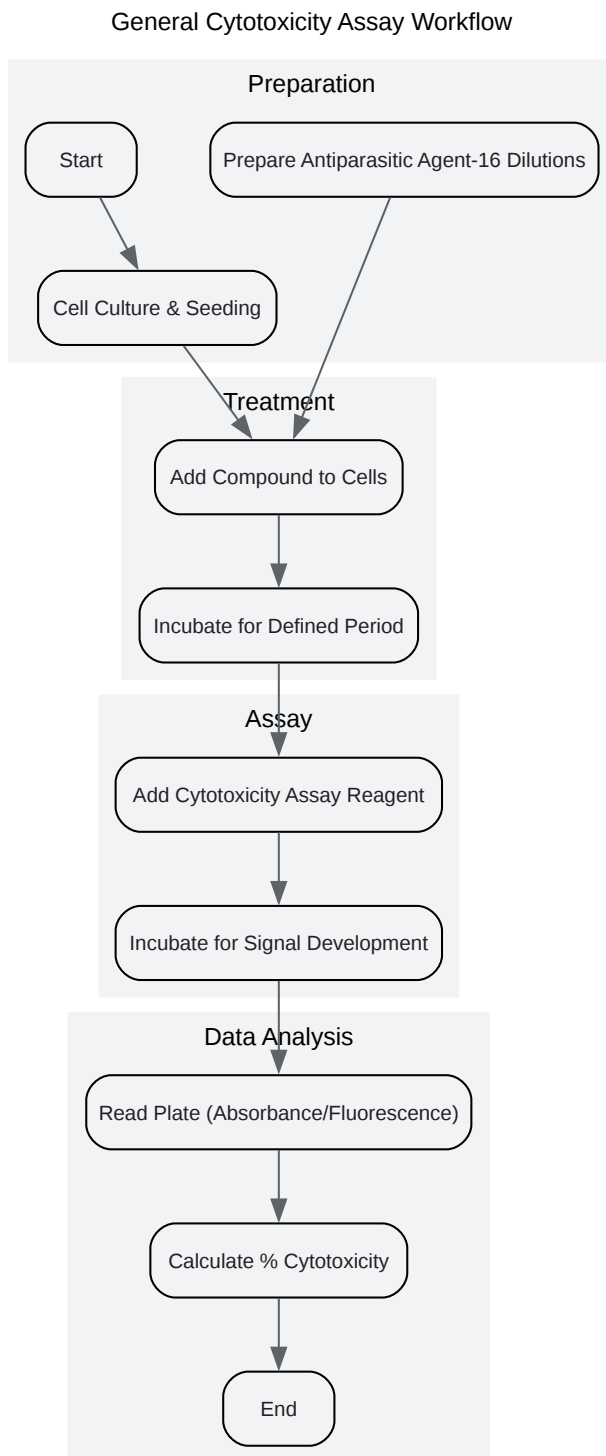 General Cytotoxicity Assay Workflow
Preparation
Start
Prepare Antiparasitic Agent-16 Dilutions
Cell Culture & Seeding
Treatment
Add Compound to Cells
Incubate for Defined Period
Assay
Add Cytotoxicity Assay Reagent
Incubate for Signal Development
Data Analysis
Read Plate (Absorbance/Fluorescence)
Calculate % Cytotoxicity
End